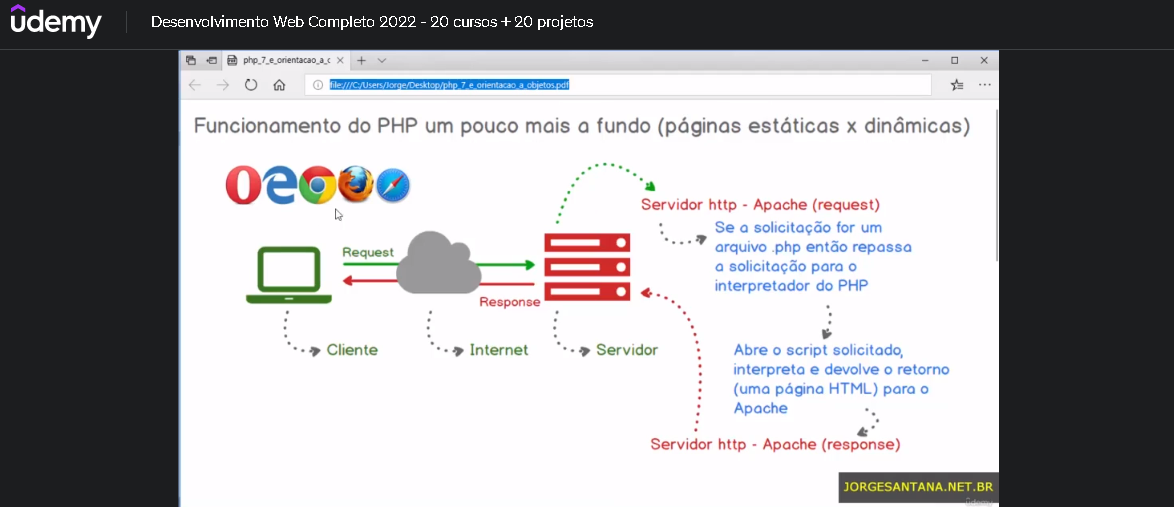 udemy
Desenvolvimento Web Completo 2022 - 20 cursos + 20 projetos
php_7_e_orientacao_a_c
file:///C:/Users/Jorge/Desktop/php_7_e_orientacao_a_objetos.pdf
Funcionamento do PHP um pouco mais a fundo (páginas estáticas x dinâmicas)
Servidor http - Apache (request)
Se a solicitação for um
arquivo .php então repassa
a solicitação para o
interpretador do PHP
Request
Response
Cliente
Internet
Servidor
Abre o script solicitado,
interpreta e devolve o retorno
(uma página HTML) para o
Apache
Servidor http - Apache (response)
JORGESANTANA.NET.BR
udemy